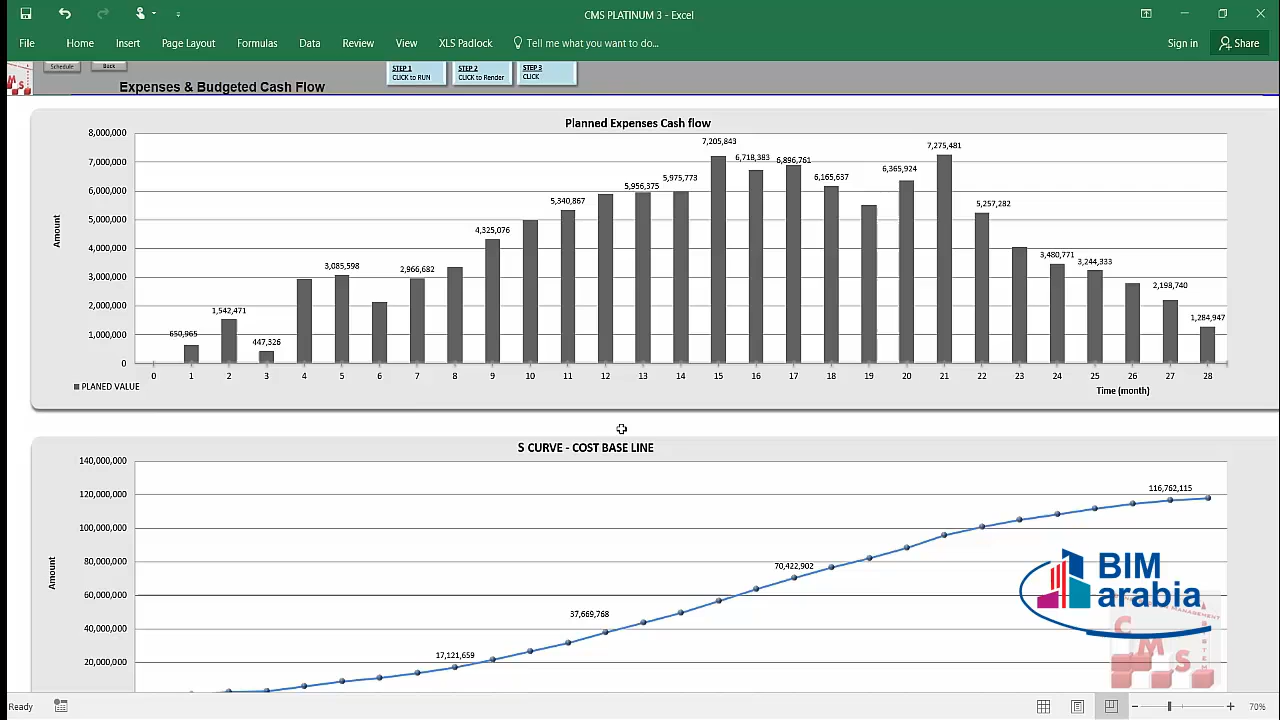 CMS PLATINUM 3 - Excel
File Home Insert Page Layout Formulas Data Review View XLS Padlock Tell me what you want to do... Sign in Share
Schedule Back
STEP 1 STEP 2 STEP 3
CLICK to RUN CLICK to Render CLICK
Expenses & Budgeted Cash Flow
Planned Expenses Cash flow
Amount
8,000,000
7,000,000
6,000,000
5,000,000
4,000,000
3,000,000
2,000,000
1,000,000
0
650,965
1,542,471
447,326
3,085,598
2,966,682
4,325,076
5,340,867
5,956,375
5,975,773
7,205,843
6,718,383
6,896,761
6,165,637
6,365,924
7,275,481
5,257,282
3,480,771
3,244,333
2,198,740
1,284,947
0 1 2 3 4 5 6 7 8 9 10 11 12 13 14 15 16 17 18 19 20 21 22 23 24 25 26 27 28
PLANED VALUE
Time (month)
S CURVE - COST BASE LINE
Amount
140,000,000
120,000,000
100,000,000
80,000,000
60,000,000
40,000,000
20,000,000
17,121,659
37,669,768
70,422,902
116,762,115
BIM
arabia
CMS
Ready
70%